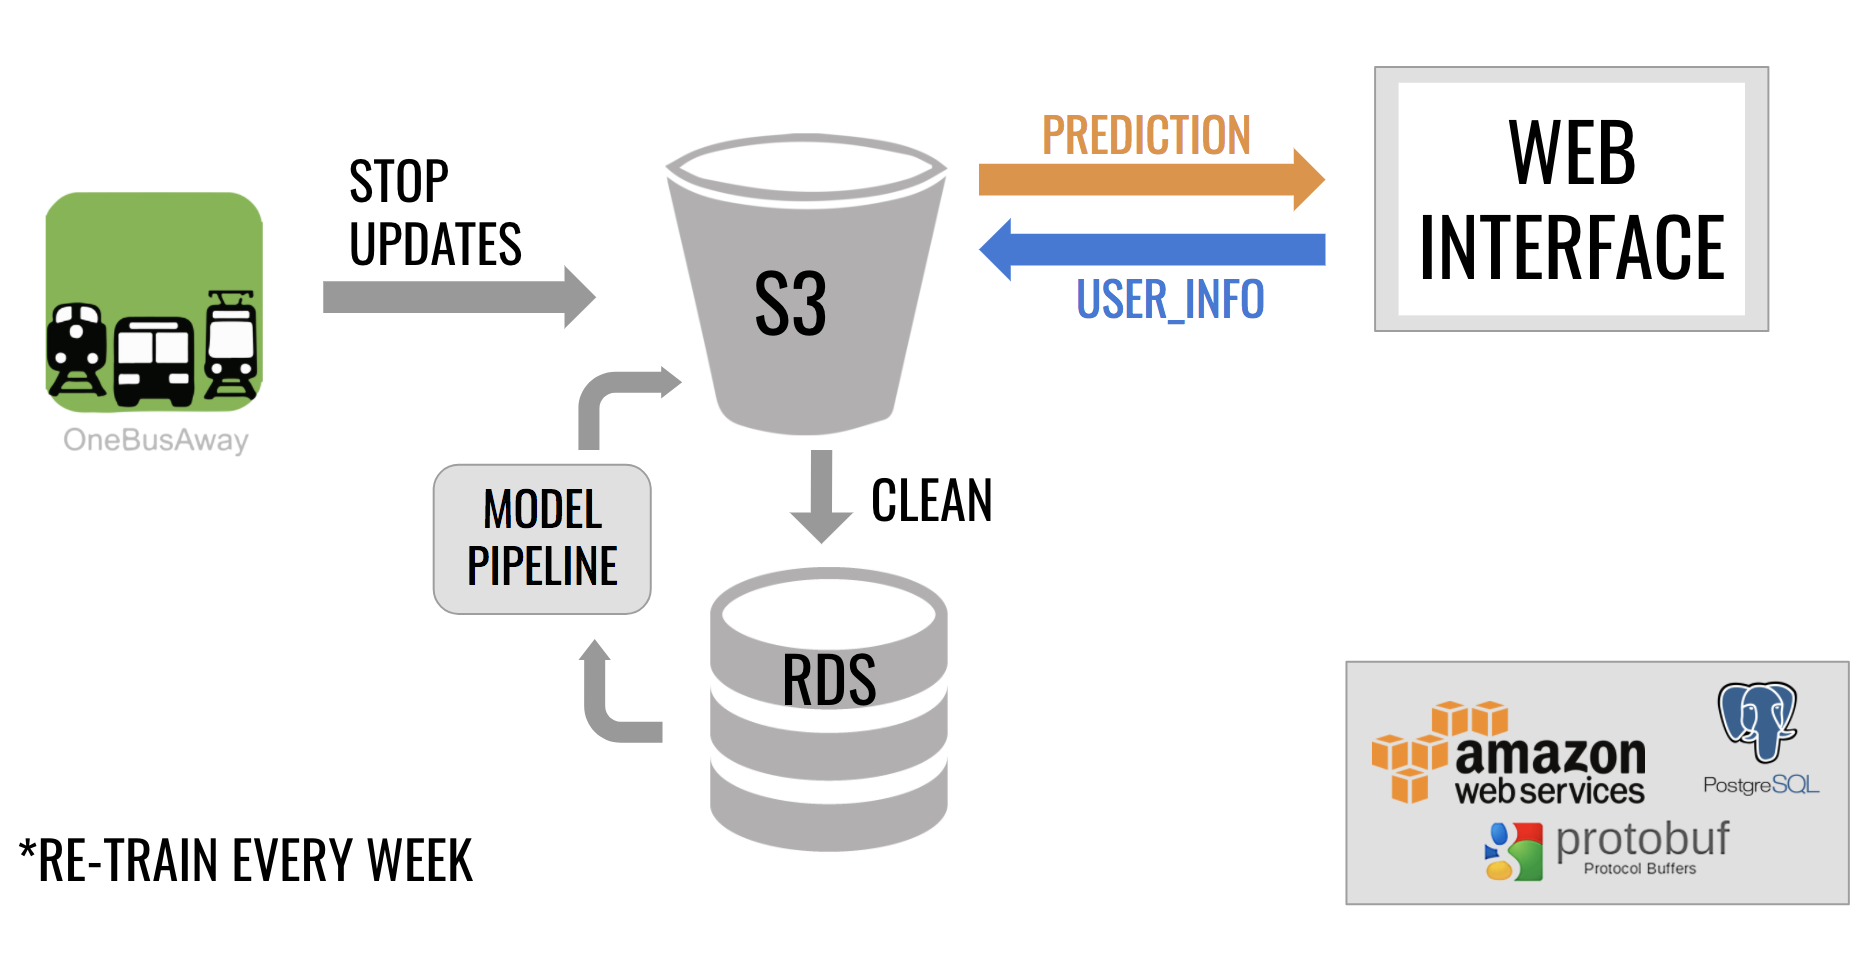 STOP
UPDATES
OneBusAway
S3
PREDICTION
USER_INFO
WEB
INTERFACE
MODEL
PIPELINE
CLEAN
RDS
*RE-TRAIN EVERY WEEK
amazon
web services
PostgreSQL
protobuf
Protocol Buffers